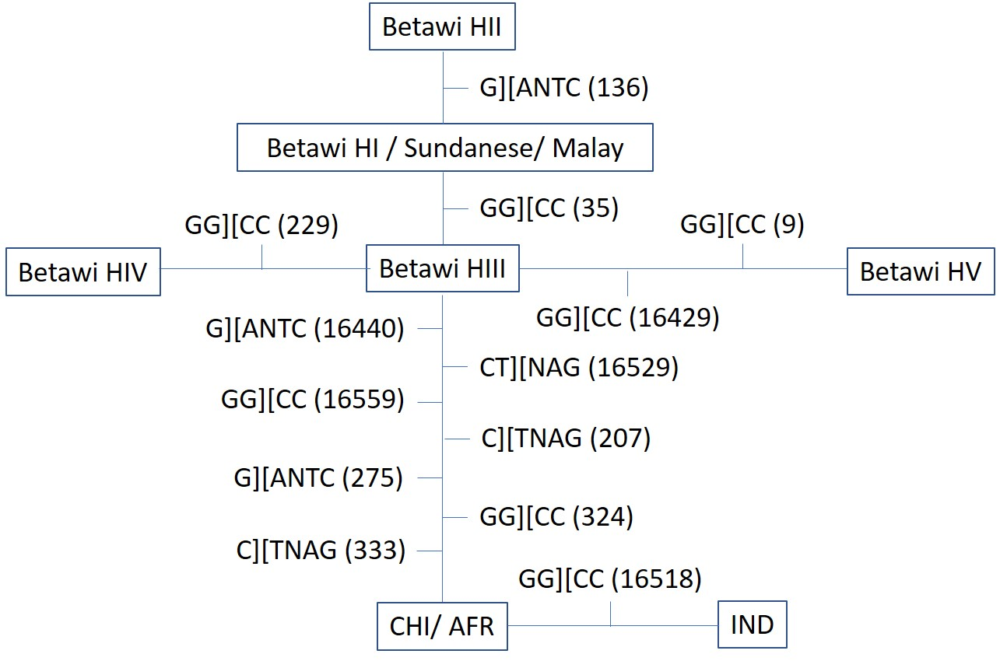 Betawi HII
G][ANTC (136)
Betawi HI / Sundanese/ Malay
GG][CC (35)
GG][CC (229)
GG][CC (9)
Betawi HIV
Betawi HIII
Betawi HV
GG][CC (16429)
G][ANTC (16440)
CT][NAG (16529)
GG][CC (16559)
C][TNAG (207)
G][ANTC (275)
GG][CC (324)
C][TNAG (333)
GG][CC (16518)
CHI/ AFR
IND